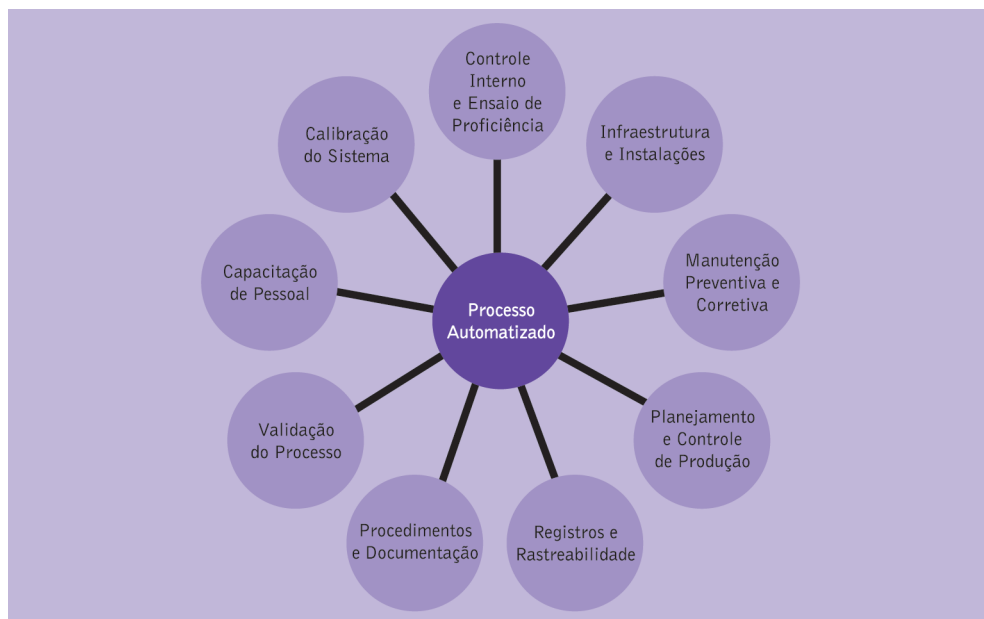 Controle
Interno
e Ensaio de
Proficiência
Infraestrutura
e Instalações
Manutenção
Preventiva e
Corretiva
Planejamento
e Controle
de Produção
Registros e
Rastreabilidade
Procedimentos
e Documentação
Validação
do Processo
Capacitação
de Pessoal
Calibração
do Sistema
Processo
Automatizado